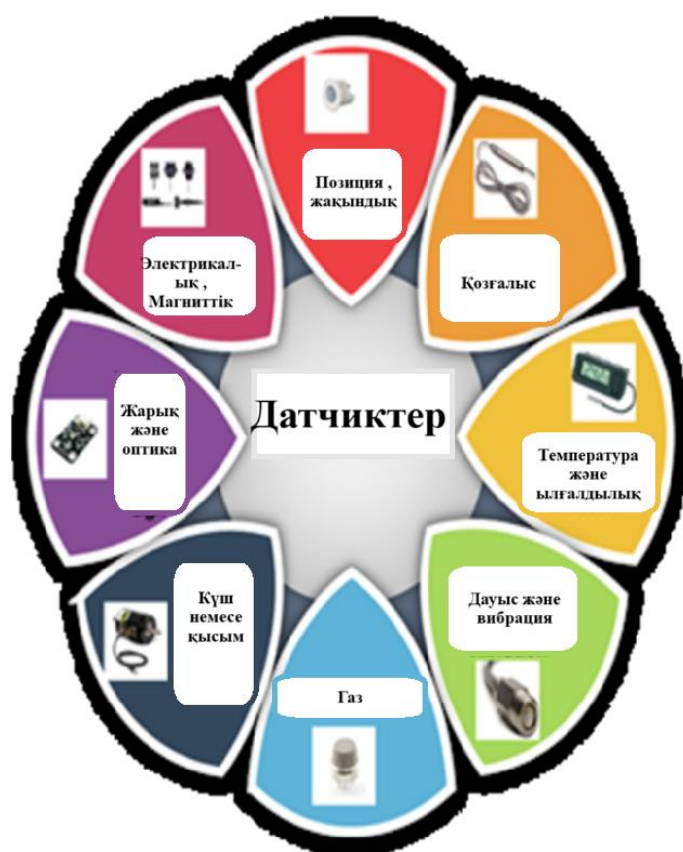 Позиция ,
жақындық
Қозғалыс
Температура
және
ылғалдылық
Дауыс және
вибрация
Газ
Күш
немесе
қысым
Жарық
және
оптика
Электрикал-
ық ,
Магниттік
Датчиктер